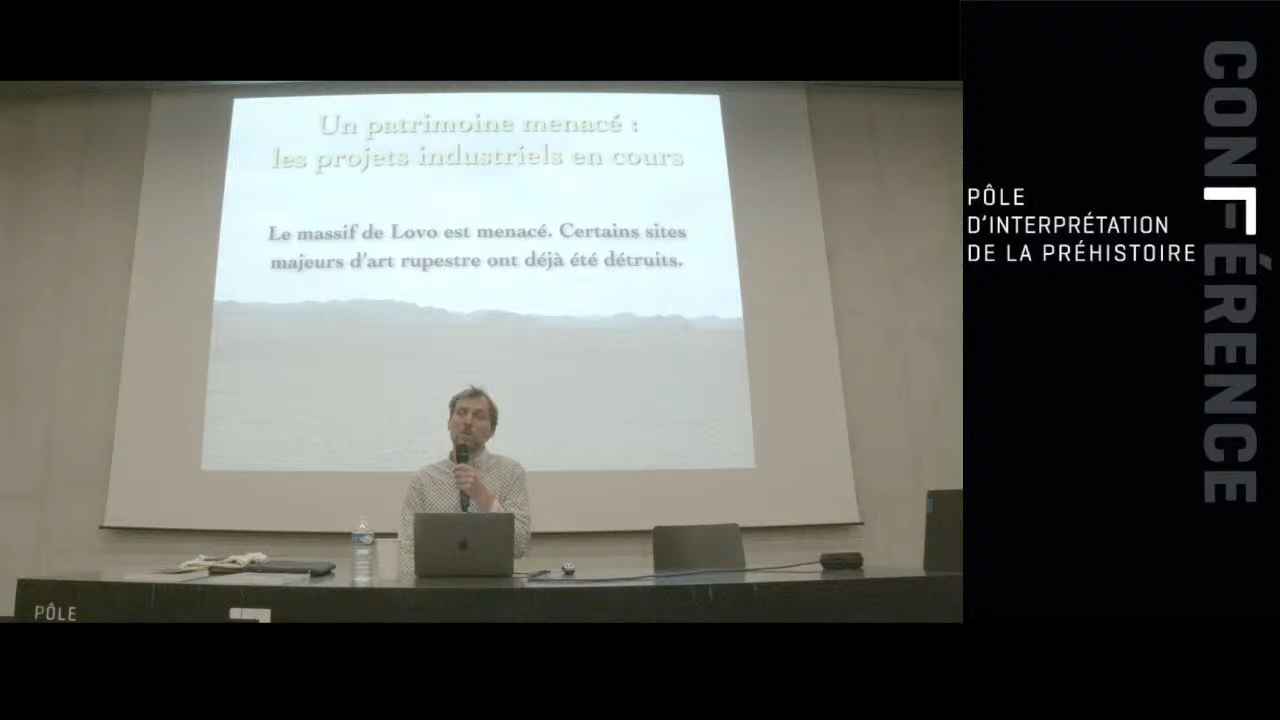 Un patrimoine menacé :
les projets industriels en cours
Le massif de Lovo est menacé. Certains sites
majeurs d'art rupestre ont déjà été détruits.
PÔLE
D'INTERPRÉTATION
DE LA PRÉHISTOIRE
CONFÉRENCE
PÔLE